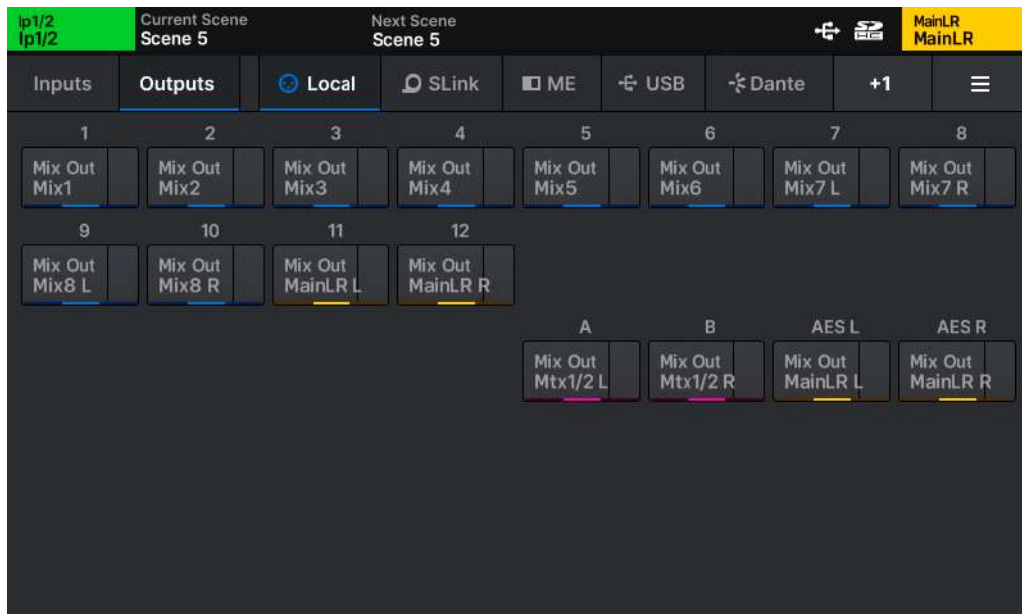 Ip1/2
Ip1/2
Current Scene
Scene 5
Next Scene
Scene 5
MainLR
MainLR
Inputs
Outputs
Local
SLink
ME
USB
Dante
+1
1 2 3 4 5 6 7 8
Mix Out Mix Out Mix Out Mix Out Mix Out Mix Out Mix Out Mix Out
Mix1 Mix2 Mix3 Mix4 Mix5 Mix6 Mix7 L Mix7 R
9 10 11 12
Mix Out Mix Out Mix Out Mix Out
Mix8 L Mix8 R MainLR L MainLR R
A B AES L AES R
Mix Out Mix Out Mix Out Mix Out
Mtx1/2 L Mtx1/2 R MainLR L MainLR R